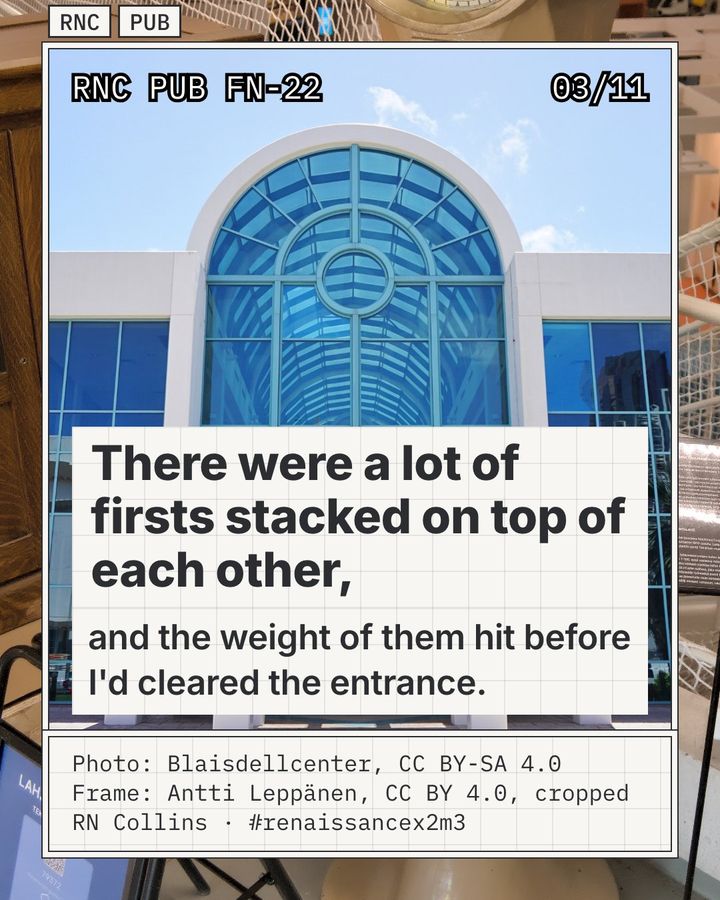 RNC PUB
RNC PUB FN-22 03/11
There were a lot of
firsts stacked on top of
each other,
and the weight of them hit before
I'd cleared the entrance.
Photo: Blaisdellcenter, CC BY-SA 4.0
Frame: Antti Leppänen, CC BY 4.0, cropped
RN Collins · #renaissancex2m3